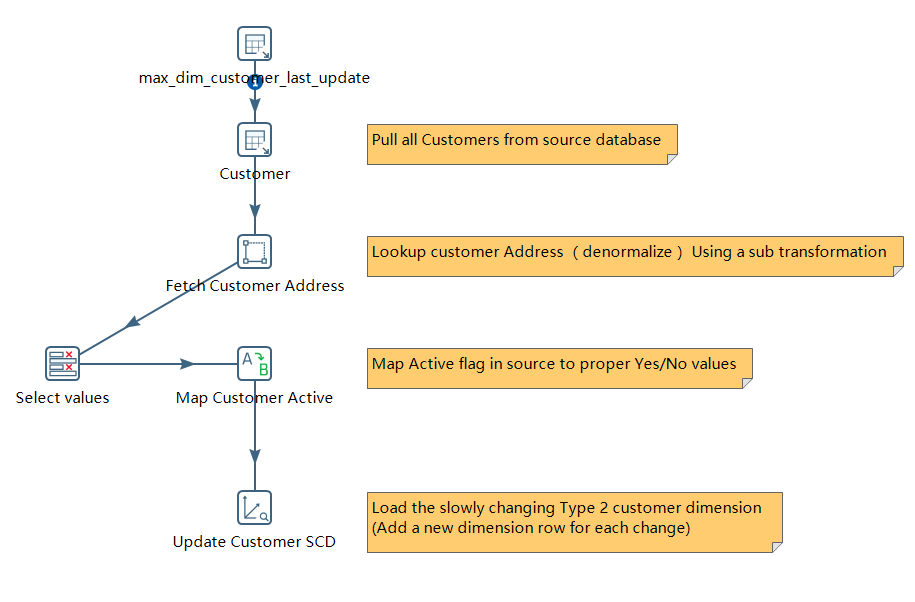 max_dim_customer_last_update
Customer
Pull all Customers from source database
Fetch Customer Address
Lookup customer Address （denormalize） Using a sub transformation
Select values
Map Customer Active
Map Active flag in source to proper Yes/No values
Update Customer SCD
Load the slowly changing Type 2 customer dimension
(Add a new dimension row for each change)